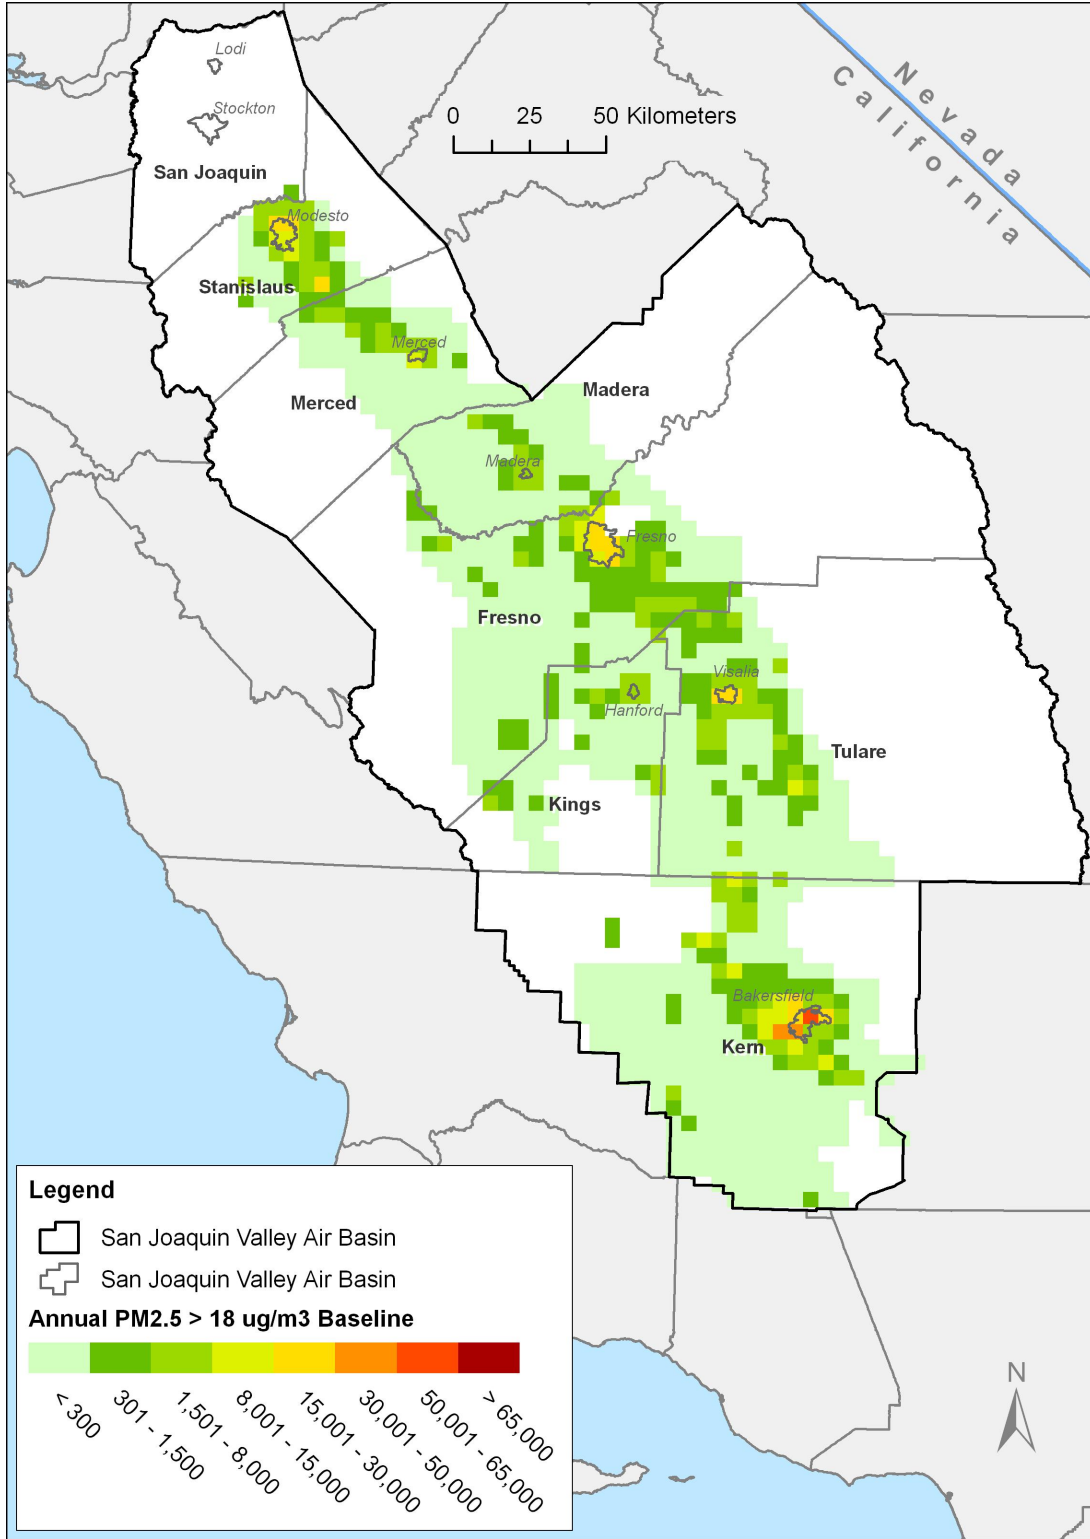 Lodi
Stockton
Nevada
California
0 25 50 Kilometers
San Joaquin
Modesto
Stanislaus
Merced
Merced
Madera
Madera
Fresno
Fresno
Visalia
Hanford
Tulare
Kings
Bakersfield
Kern
Legend
San Joaquin Valley Air Basin
San Joaquin Valley Air Basin
Annual PM2.5 > 18 ug/m3 Baseline
< 300
301 - 1,500
1,501 - 8,000
8,001 - 15,000
15,001 - 30,000
30,001 - 50,000
50,001 - 65,000
> 65,000
N